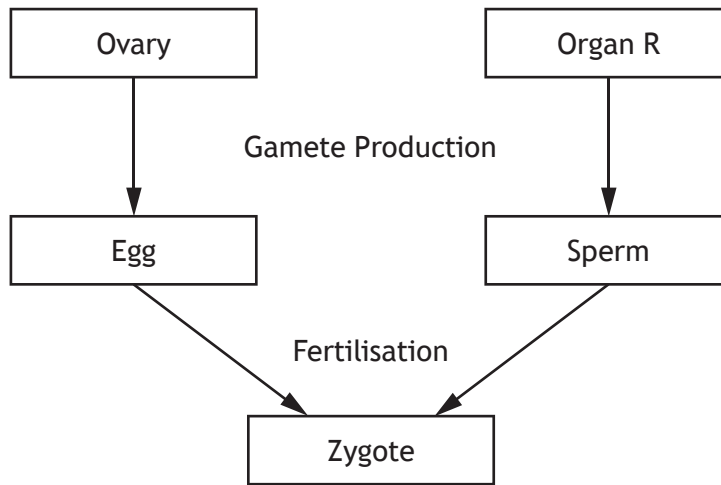 Ovary
Organ R
Gamete Production
Egg
Sperm
Fertilisation
Zygote